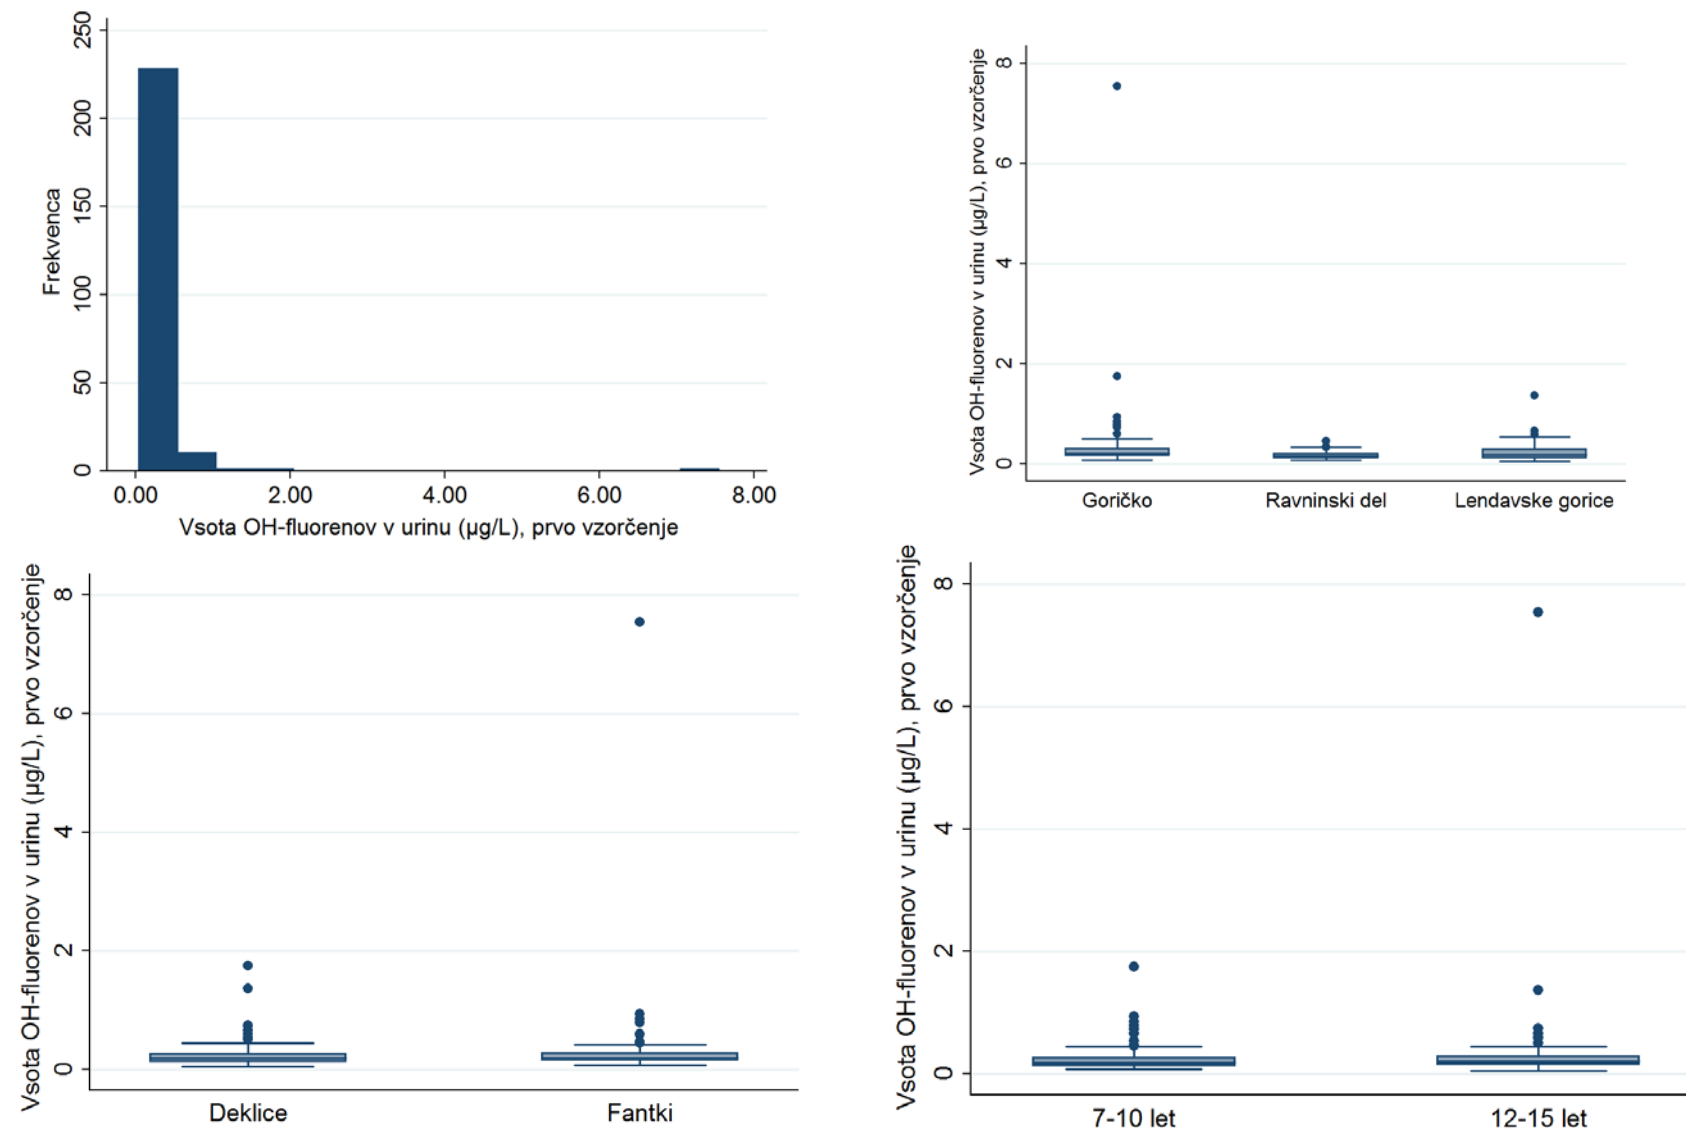 250
200
150
100
50
0
Frekvenca
0.00 2.00 4.00 6.00 8.00
Vsota OH-fluorenov v urinu (µg/L), prvo vzorčenje
Vsota OH-fluorenov v urinu (µg/L), prvo vzorčenje
8
6
4
2
0
Goričko Ravninski del Lendavske gorice
Vsota OH-fluorenov v urinu (µg/L), prvo vzorčenje
8
6
4
2
0
Deklice Fantki
Vsota OH-fluorenov v urinu (µg/L), prvo vzorčenje
8
6
4
2
0
7-10 let 12-15 let